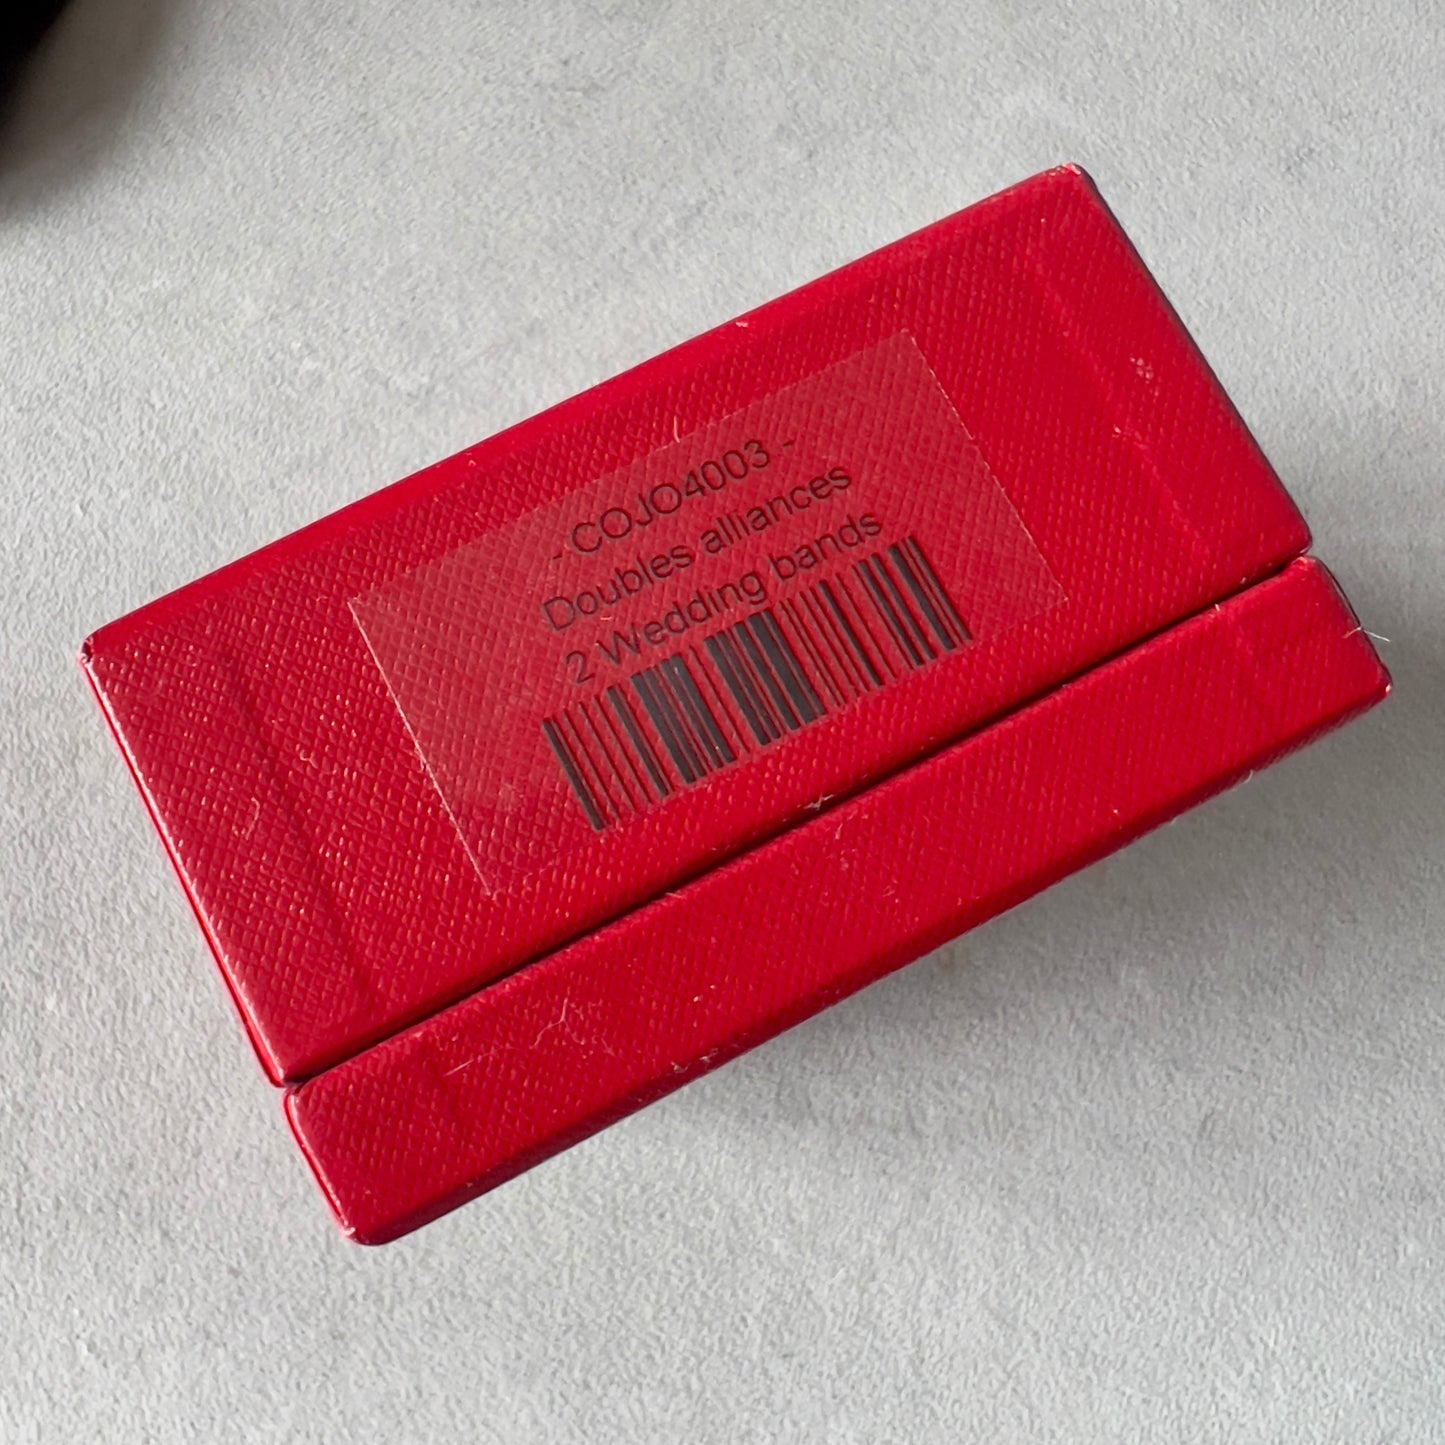 - COJO4003 -
Doubles alliances
2 Wedding bands